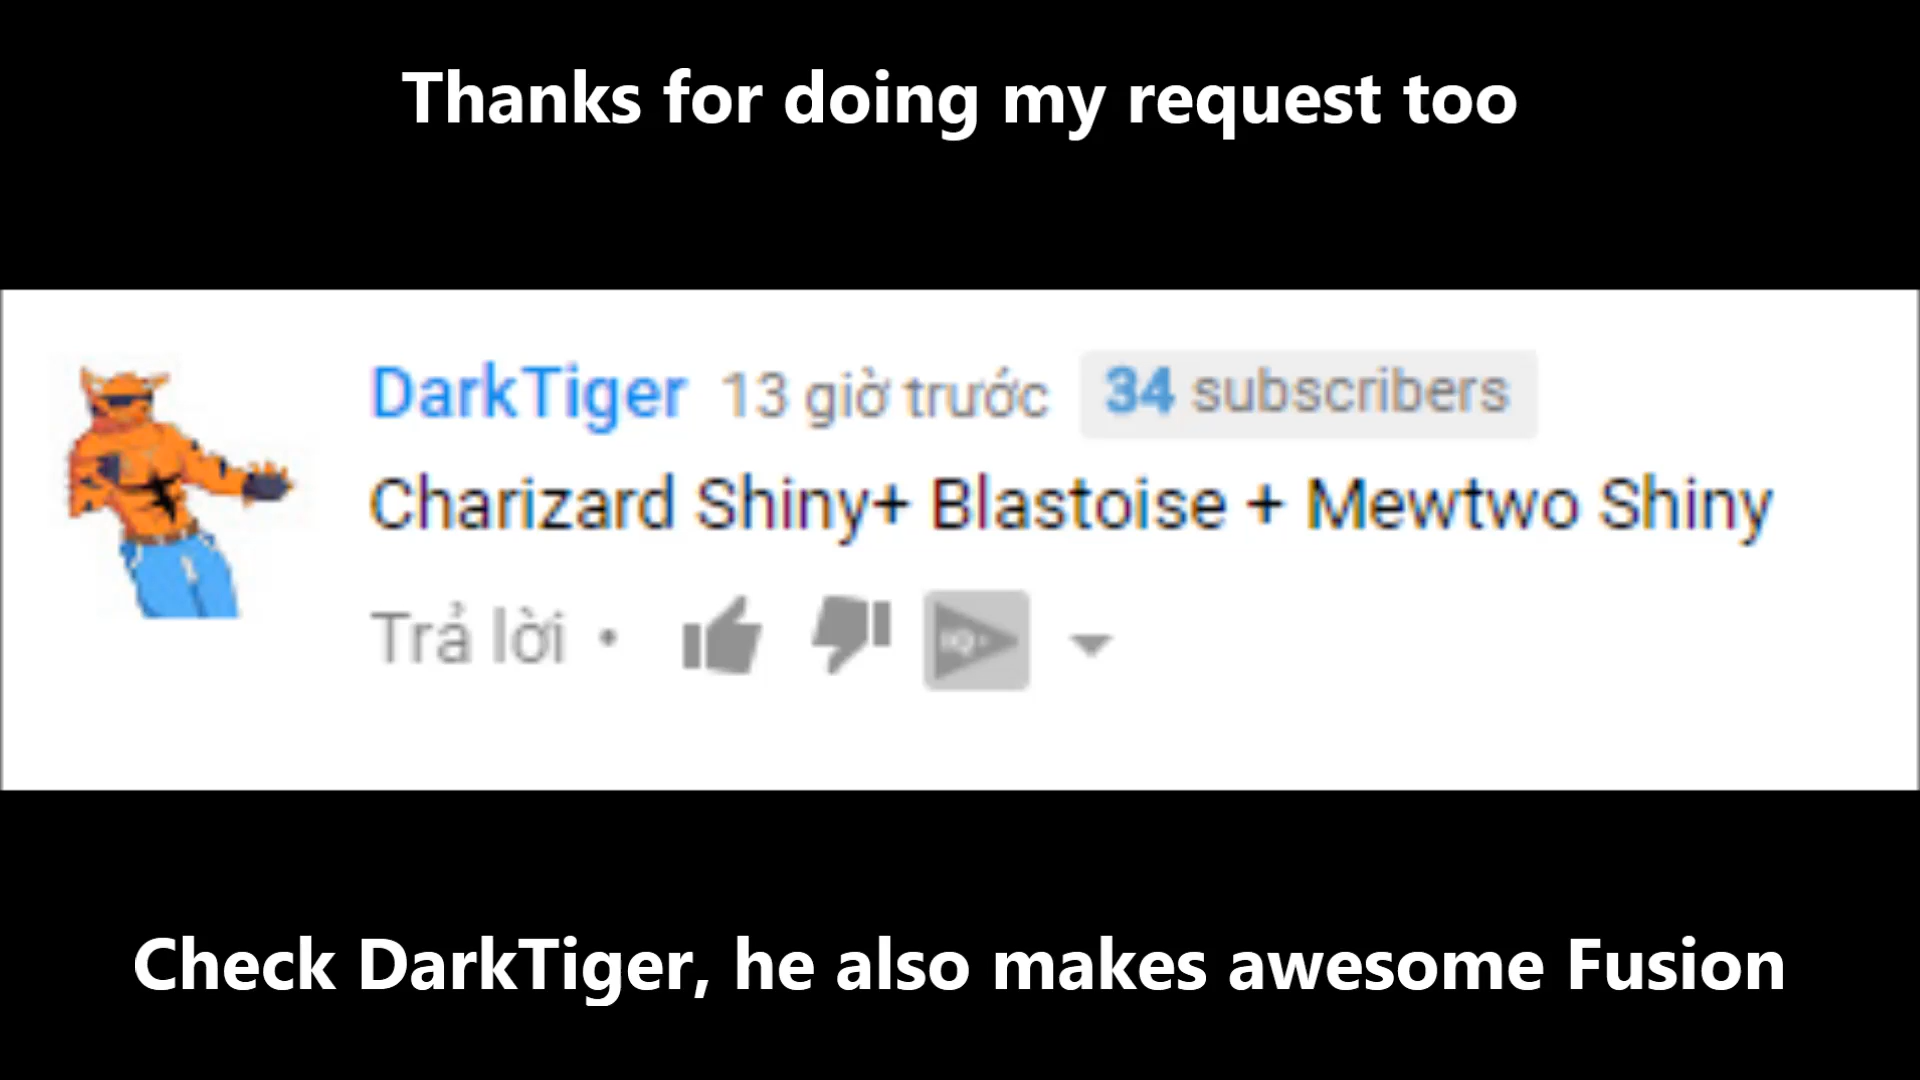 Thanks for doing my request too
DarkTiger 13 giờ trước 34 subscribers
Charizard Shiny+ Blastoise + Mewtwo Shiny
Trả lời •
Check DarkTiger, he also makes awesome Fusion